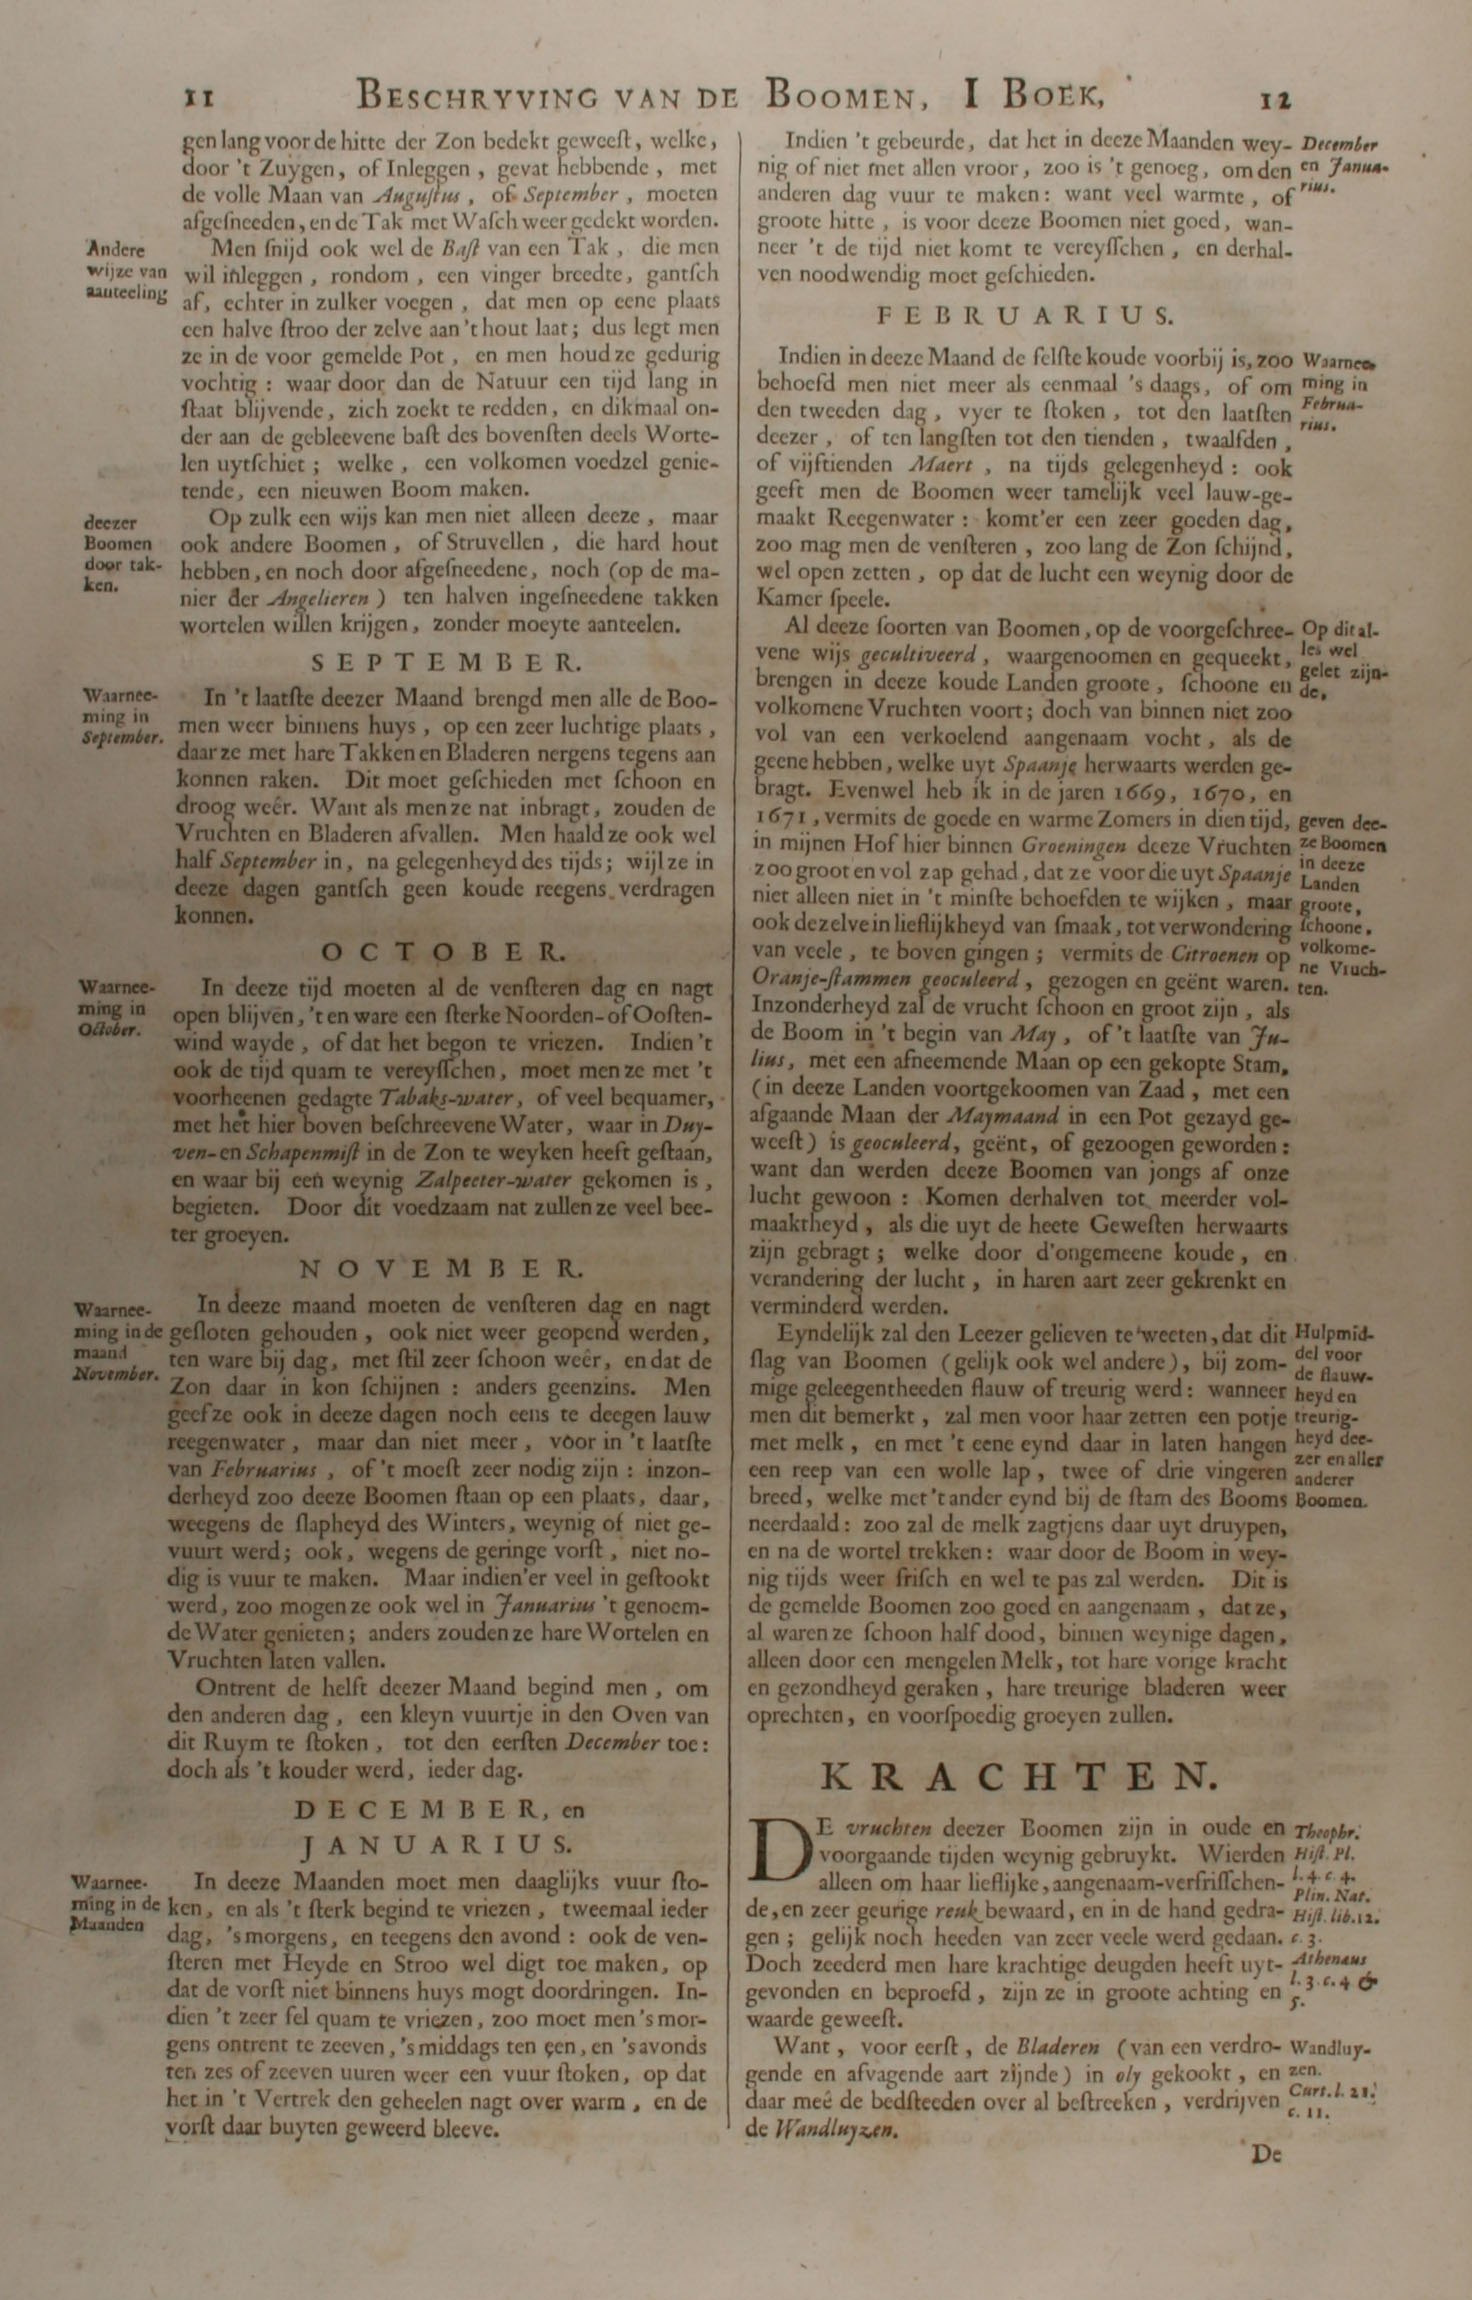 11 BESCHRYVING VAN DE BOOMEN, I BOEK, 12
gen lang voor de hitte der Zon bedekt geweeſt, welke,
door 't Zuygen, of Inleggen, gevat hebbende, met
de volle Maan van Auguſtus, of September, moeten
afgeſneeden, en de Tak met Waſch weer gedekt worden.
Andere
wijze van
aanteeling
Men ſnijd ook wel de Baſt van een Tak, die men
wil inleggen, rondom, een vinger breedte, gantſch
af, echter in zulker voegen, dat men op eene plaats
een halve ſtroo der zelve aan 't hout laat; dus legt men
ze in de voor gemelde Pot, en men houd ze gedurig
vochtig: waar door dan de Natuur een tijd lang in
ſtaat blijvende, zich zoekt te redden, en dikmaal on-
der aan de gebleevene baſt des bovenſten deels Worte-
len uytſchiet; welke, een volkomen voedzel genie-
tende, een nieuwen Boom maken.
deezer
Boomen
door tak-
ken.
Op zulk een wijs kan men niet alleen deeze, maar
ook andere Boomen, of Struvellen, die hard hout
hebben, en noch door afgeſneedene, noch (op de ma-
nier der Angelieren) ten halven ingeſneedene takken
wortelen willen krijgen, zonder moeyte aanteelen.
SEPTEMBER.
Waarnee-
ming in
September.
In 't laatſte deezer Maand brengd men alle de Boo-
men weer binnens huys, op een zeer luchtige plaats,
daar ze met hare Takken en Bladeren nergens tegens aan
konnen raken. Dit moet geſchieden met ſchoon en
droog weêr. Want als men ze nat inbragt, zouden de
Vruchten en Bladeren afvallen. Men haald ze ook wel
half September in, na gelegenheyd des tijds; wijl ze in
deeze dagen gantſch geen koude reegens verdragen
konnen.
OCTOBER.
Waarnee-
ming in
October.
In deeze tijd moeten al de venſteren dag en nagt
open blijven, 't en ware een ſterke Noorden- of Ooſten-
wind wayde, of dat het begon te vriezen. Indien 't
ook de tijd quam te vereyſſchen, moet men ze met 't
voorheenen gedagte Tabaks-water, of veel bequamer,
met het hier boven beſchreevene Water, waar in Duy-
ven- en Schapenmiſt in de Zon te weyken heeft geſtaan,
en waar bij een weynig Zalpeeter-water gekomen is,
begieten. Door dit voedzaam nat zullen ze veel bee-
ter groeyen.
NOVEMBER.
Waarnee-
ming in de
maand
November.
In deeze maand moeten de venſteren dag en nagt
geſloten gehouden, ook niet weer geopend werden,
ten ware bij dag, met ſtil zeer ſchoon weêr, en dat de
Zon daar in kon ſchijnen: anders geenzins. Men
geef ze ook in deeze dagen noch eens te deegen lauw
reegenwater, maar dan niet meer, voor in 't laatſte
van Februarius, of 't moeſt zeer nodig zijn: inzon-
derheyd zoo deeze Boomen ſtaan op een plaats, daar,
weegens de ſlapheyd des Winters, weynig of niet ge-
vuurt werd; ook, wegens de geringe vorſt, niet no-
dig is vuur te maken. Maar indien'er veel in geſtookt
werd, zoo mogen ze ook wel in Januarius 't genoem-
de Water genieten; anders zouden ze hare Wortelen en
Vruchten laten vallen.
Ontrent de helft deezer Maand begind men, om
den anderen dag, een kleyn vuurtje in den Oven van
dit Ruym te ſtoken, tot den eerſten December toe:
doch als 't kouder werd, ieder dag.
DECEMBER, en
JANUARIUS.
Waarnee-
ming in de
Maanden
In deeze Maanden moet men daaglijks vuur ſto-
ken, en als 't ſterk begind te vriezen, tweemaal ieder
dag, 's morgens, en teegens den avond: ook de ven-
ſteren met Heyde en Stroo wel digt toe maken, op
dat de vorſt niet binnens huys mogt doordringen. In-
dien 't zeer fel quam te vriezen, zoo moet men 's mor-
gens ontrent te zeeven, 's middags ten een, en 's avonds
ten zes of zeeven uuren weer een vuur ſtoken, op dat
het in 't Vertrek den geheelen nagt over warm, en de
vorſt daar buyten geweerd bleeve.
Indien 't gebeurde, dat het in deeze Maanden wey-
nig of niet met allen vroor, zoo is 't genoeg, om den
anderen dag vuur te maken: want veel warmte, of
groote hitte, is voor deeze Boomen niet goed, wan-
neer 't de tijd niet komt te vereyſſchen, en derhal-
ven noodwendig moet geſchieden.
December
en Janua-
rius.
FEBRUARIUS.
Indien in deeze Maand de felſte koude voorbij is, zoo
behoefd men niet meer als eenmaal 's daags, of om
den tweeden dag, vyer te ſtoken, tot den laatſten
deezer, of ten langſten tot den tienden, twaalfden,
of vijftienden Maert, na tijds gelegenheyd: ook
geeft men de Boomen weer tamelijk veel lauw-ge-
maakt Reegenwater: komt'er een zeer goeden dag,
zoo mag men de venſteren, zoo lang de Zon ſchijnd,
wel open zetten, op dat de lucht een weynig door de
Kamer ſpeele.
Waarnee-
ming in
Februa-
rius.
Al deeze ſoorten van Boomen, op de voorgeſchree-
vene wijs gecultiveerd, waargenoomen en gequeekt,
brengen in deeze koude Landen groote, ſchoone en
volkomene Vruchten voort; doch van binnen niet zoo
vol van een verkoelend aangenaam vocht, als de
geene hebben, welke uyt Spaanje herwaarts werden ge-
bragt. Evenwel heb ik in de jaren 1669, 1670, en
1671, vermits de goede en warme Zomers in dien tijd,
in mijnen Hof hier binnen Groeningen deeze Vruchten
zoo groot en vol zap gehad, dat ze voor die uyt Spaanje
niet alleen niet in 't minſte behoefden te wijken, maar
ook dezelve in lieflijkheyd van ſmaak, tot verwondering
van veele, te boven gingen; vermits de Citroenen op
Oranje-ſtammen geoculeerd, gezogen en geënt waren.
Inzonderheyd zal de vrucht ſchoon en groot zijn, als
de Boom in 't begin van May, of 't laatſte van Ju-
lius, met een afneemende Maan op een gekopte Stam,
(in deeze Landen voortgekoomen van Zaad, met een
afgaande Maan der Maymaand in een Pot gezayd ge-
weeſt) is geoculeerd, geënt, of gezoogen geworden:
want dan werden deeze Boomen van jongs af onze
lucht gewoon: Komen derhalven tot meerder vol-
maaktheyd, als die uyt de heete Geweſten herwaarts
zijn gebragt; welke door d'ongemeene koude, en
verandering der lucht, in haren aart zeer gekrenkt en
verminderd werden.
Op dit al-
les wel
gelet zijn-
de,
geven dee-
ze Boomen
in deeze
Landen
groote,
ſchoone,
volkome-
ne Vruch-
ten.
Eyndelijk zal den Leezer gelieven te weeten, dat dit
ſlag van Boomen (gelijk ook wel andere), bij zom-
mige geleegentheeden flauw of treurig werd: wanneer
men dit bemerkt, zal men voor haar zetten een potje
met melk, en met 't eene eynd daar in laten hangen
een reep van een wolle lap, twee of drie vingeren
breed, welke met 't ander eynd bij de ſtam des Booms
neerdaald: zoo zal de melk zagtjens daar uyt druypen,
en na de wortel trekken: waar door de Boom in wey-
nig tijds weer friſch en wel te pas zal werden. Dit is
de gemelde Boomen zoo goed en aangenaam, dat ze,
al waren ze ſchoon half dood, binnen weynige dagen,
alleen door een mengelen Melk, tot hare vorige kracht
en gezondheyd geraken, hare treurige bladeren weer
oprechten, en voorſpoedig groeyen zullen.
Hulpmid-
del voor
de flauw-
heyd en
treurig-
heyd dee-
zer en aller
anderer
Boomen.
KRACHTEN.
DE vruchten deezer Boomen zijn in oude en
voorgaande tijden weynig gebruykt. Wierden
alleen om haar lieflijke, aangenaam-verfriſſchen-
de, en zeer geurige reuk bewaard, en in de hand gedra-
gen; gelijk noch heeden van zeer veele werd gedaan.
Doch zeederd men hare krachtige deugden heeft uyt-
gevonden en beproefd, zijn ze in groote achting en
waarde geweeſt.
Theophr.
Hiſt. Pl.
l. 4. c. 4.
Plin. Nat.
Hiſt. lib. 12.
c. 3.
Athenæus
l. 3. c. 4 &
5.
Want, voor eerſt, de Bladeren (van een verdro-
gende en afvagende aart zijnde) in oly gekookt, en
daar meê de bedſteeden over al beſtreeken, verdrijven
de Wandluyzen.
Wandluy-
zen.
Curt. l. 21.
c. 11.
De